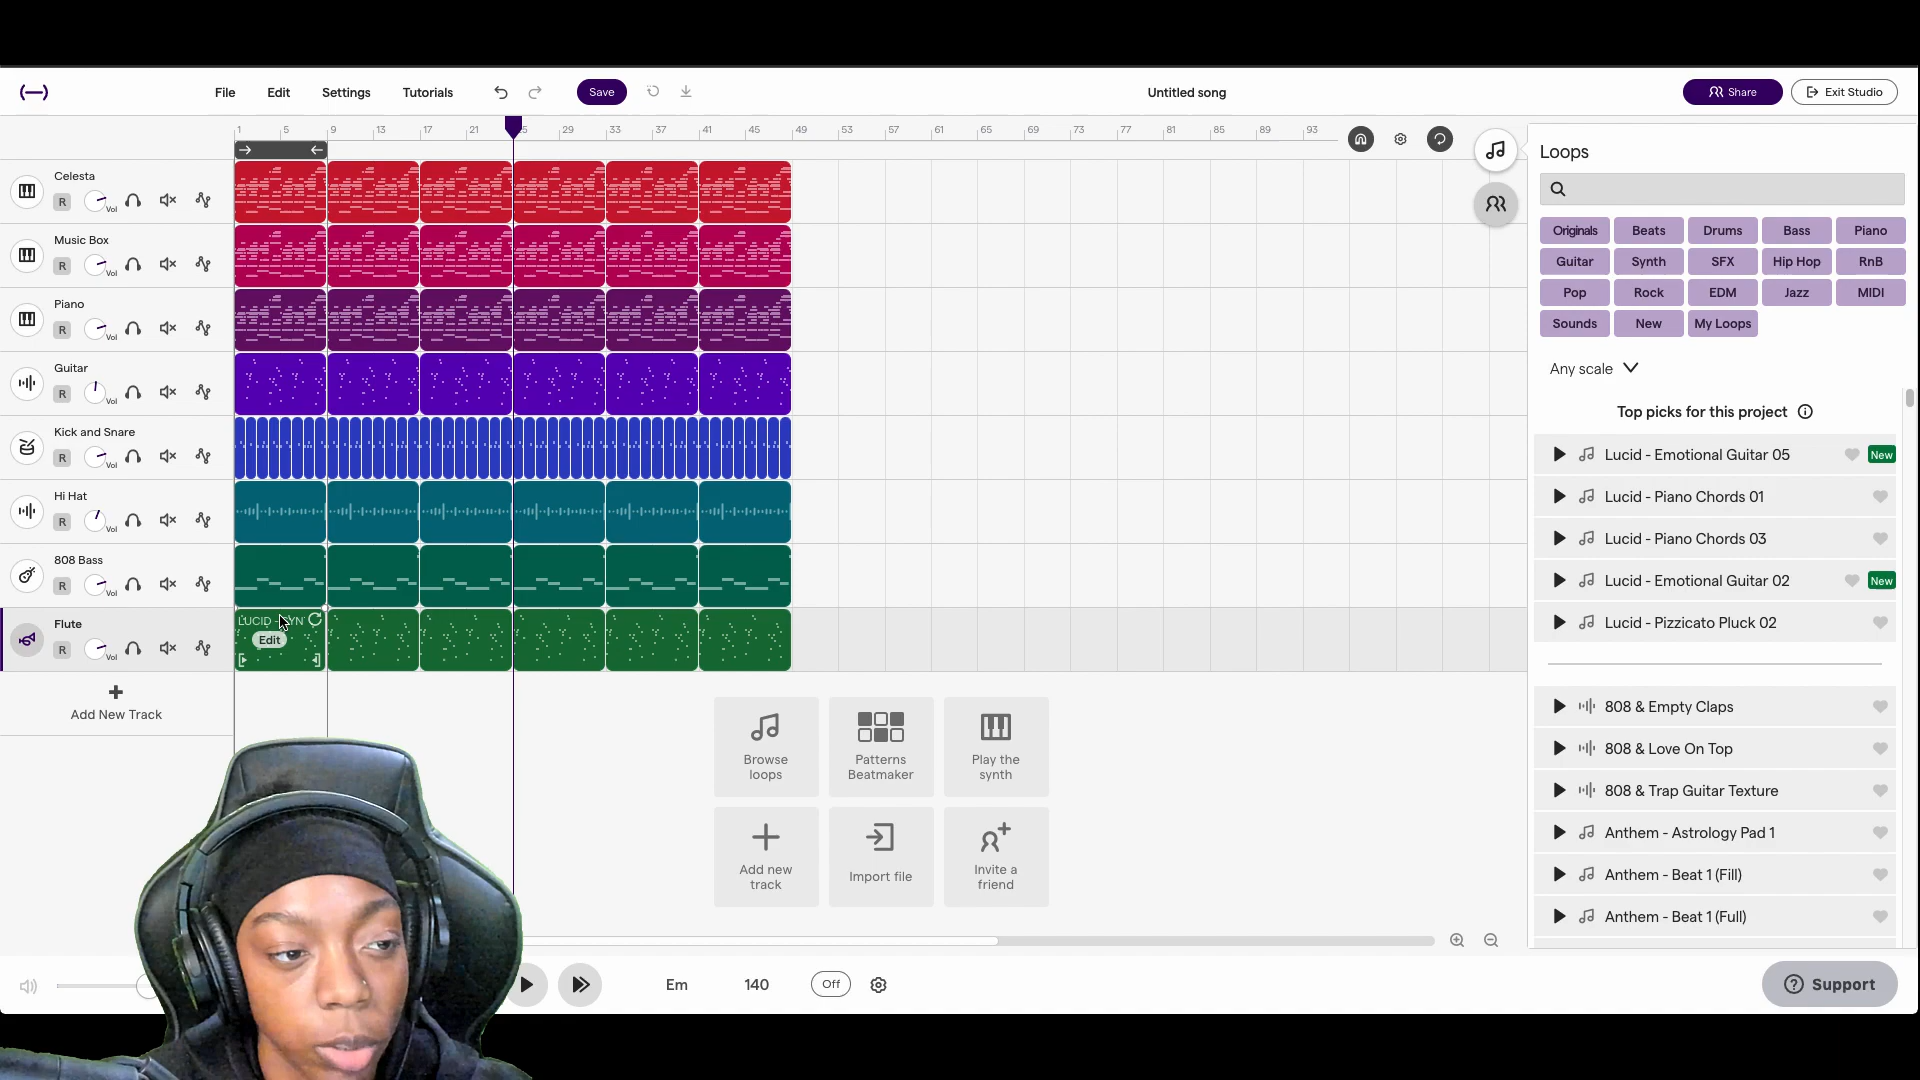 File Edit Settings Tutorials Save Untitled song Share Exit Studio
1 5 9 13 17 21 29 33 37 41 45 49 53 57 61 65 69 73 77 81 85 89 93
Celesta
R Vol
Music Box
R Vol
Piano
R Vol
Guitar
R Vol
Kick and Snare
R Vol
Hi Hat
R Vol
808 Bass
R Vol
Flute
R Vol
Edit
Add New Track
Browse
loops
Patterns
Beatmaker
Play the
synth
Add new
track
Import file
Invite a
friend
Em 140 Off
Loops
Originals Beats Drums Bass Piano
Guitar Synth SFX Hip Hop RnB
Pop Rock EDM Jazz MIDI
Sounds New My Loops
Any scale
Top picks for this project
Lucid - Emotional Guitar 05 New
Lucid - Piano Chords 01
Lucid - Piano Chords 03
Lucid - Emotional Guitar 02 New
Lucid - Pizzicato Pluck 02
808 & Empty Claps
808 & Love On Top
808 & Trap Guitar Texture
Anthem - Astrology Pad 1
Anthem - Beat 1 (Fill)
Anthem - Beat 1 (Full)
Support